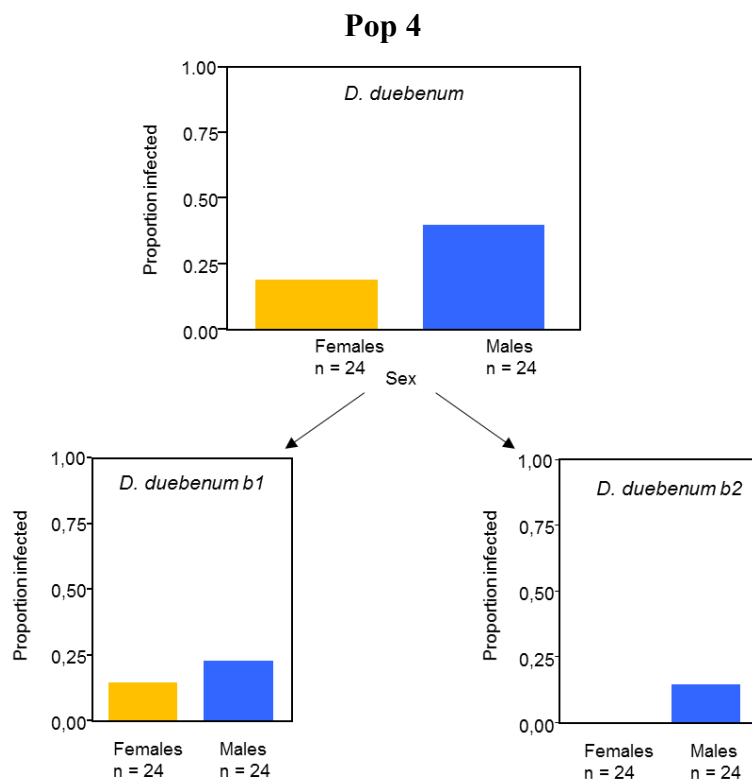 Pop 4
1.00
0.75
0.50
0.25
0.00
Proportion infected
D. duebenum
Females
n = 24
Males
n = 24
Sex
1,00
0,75
0,50
0,25
0,00
Proportion infected
D. duebenum b1
Females
n = 24
Males
n = 24
1,00
0,75
0,50
0,25
0,00
Proportion infected
D. duebenum b2
Females
n = 24
Males
n = 24